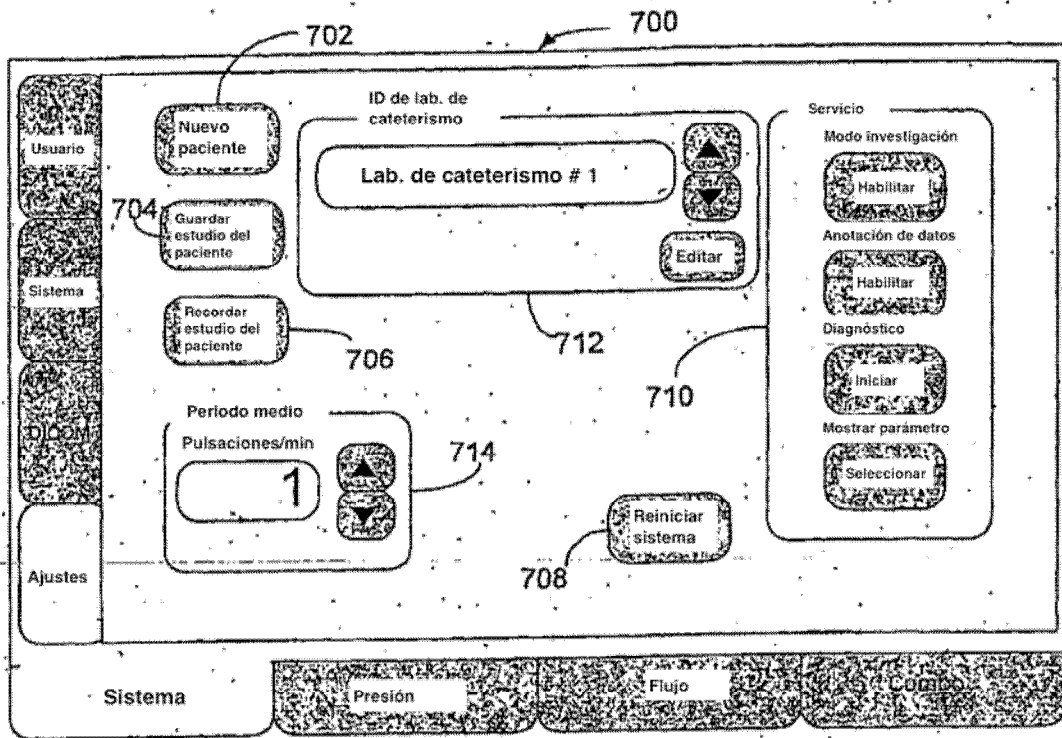 700
702
Nuevo
paciente
704
Guardar
estudio del
paciente
Recordar
estudio del
paciente
706
ID de lab. de
cateterismo
Lab. de cateterismo # 1
Editar
712
Servicio
Modo investigación
Habilitar
Anotación de datos
Habilitar
Diagnóstico
Iniciar
Mostrar parámetro
Seleccionar
710
Periodo medio
Pulsaciones/min
1
714
Reiniciar
sistema
708
Usuario
Sistema
DICOM
Ajustes
Sistema
Presión
Flujo
Combo